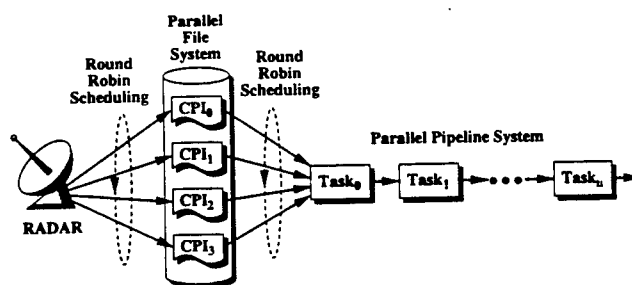 Parallel
File
System
Round
Robin
Scheduling
Round
Robin
Scheduling
CPI₀
CPI₁
CPI₂
CPI₃
RADAR
Parallel Pipeline System
Task₀
Task₁
Taskₙ